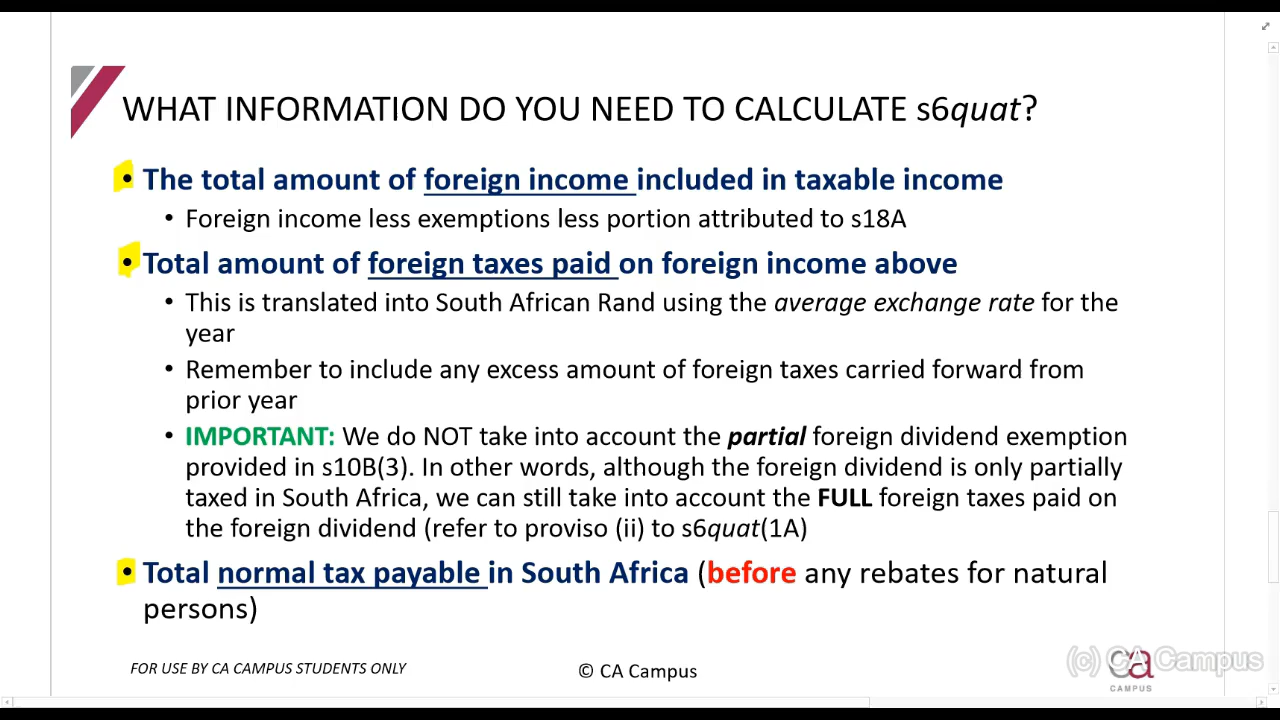 WHAT INFORMATION DO YOU NEED TO CALCULATE s6quat?
• The total amount of foreign income included in taxable income
• Foreign income less exemptions less portion attributed to s18A
• Total amount of foreign taxes paid on foreign income above
• This is translated into South African Rand using the average exchange rate for the
year
• Remember to include any excess amount of foreign taxes carried forward from
prior year
• IMPORTANT: We do NOT take into account the partial foreign dividend exemption
provided in s10B(3). In other words, although the foreign dividend is only partially
taxed in South Africa, we can still take into account the FULL foreign taxes paid on
the foreign dividend (refer to proviso (ii) to s6quat(1A)
• Total normal tax payable in South Africa (before any rebates for natural
persons)
FOR USE BY CA CAMPUS STUDENTS ONLY
© CA Campus
(c) CA Campus
ca
CAMPUS